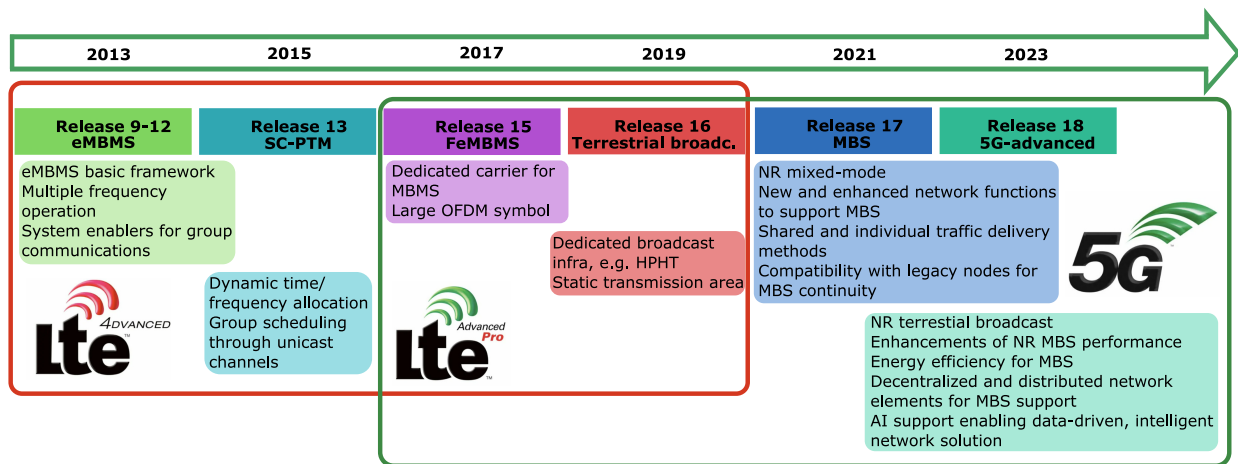 2013
2015
2017
2019
2021
2023
Release 9-12
eMBMS
Release 13
SC-PTM
Release 15
FeMBMS
Release 16
Terrestrial broadc.
Release 17
MBS
Release 18
5G-advanced
eMBMS basic framework
Multiple frequency
operation
System enablers for group
communications
Dynamic time/
frequency allocation
Group scheduling
through unicast
channels
Dedicated carrier for
MBMS
Large OFDM symbol
Dedicated broadcast
infra, e.g. HPHT
Static transmission area
NR mixed-mode
New and enhanced network functions
to support MBS
Shared and individual traffic delivery
methods
Compatibility with legacy nodes for
MBS continuity
NR terrestial broadcast
Enhancements of NR MBS performance
Energy efficiency for MBS
Decentralized and distributed network
elements for MBS support
AI support enabling data-driven, intelligent
network solution
4DVANCED
Lte™
Advanced
Pro
Lte™
5G